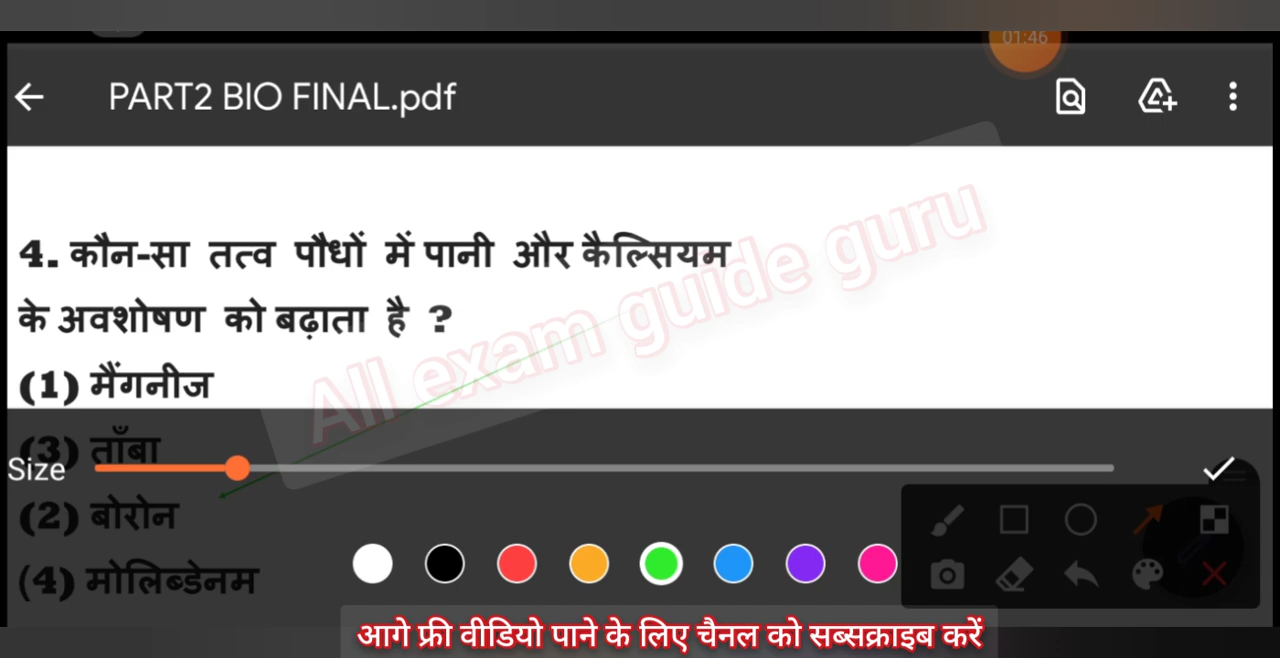 01:46
PART2 BIO FINAL.pdf
4. कौन-सा तत्व पौधों में पानी और कैल्सियम
के अवशोषण को बढ़ाता है ?
All exam guide guru
(1) मैंगनीज
(3) ताँबा
Size
(2) बोरोन
(4) मोलिब्डेनम
आगे फ्री वीडियो पाने के लिए चैनल को सब्सक्राइब करें